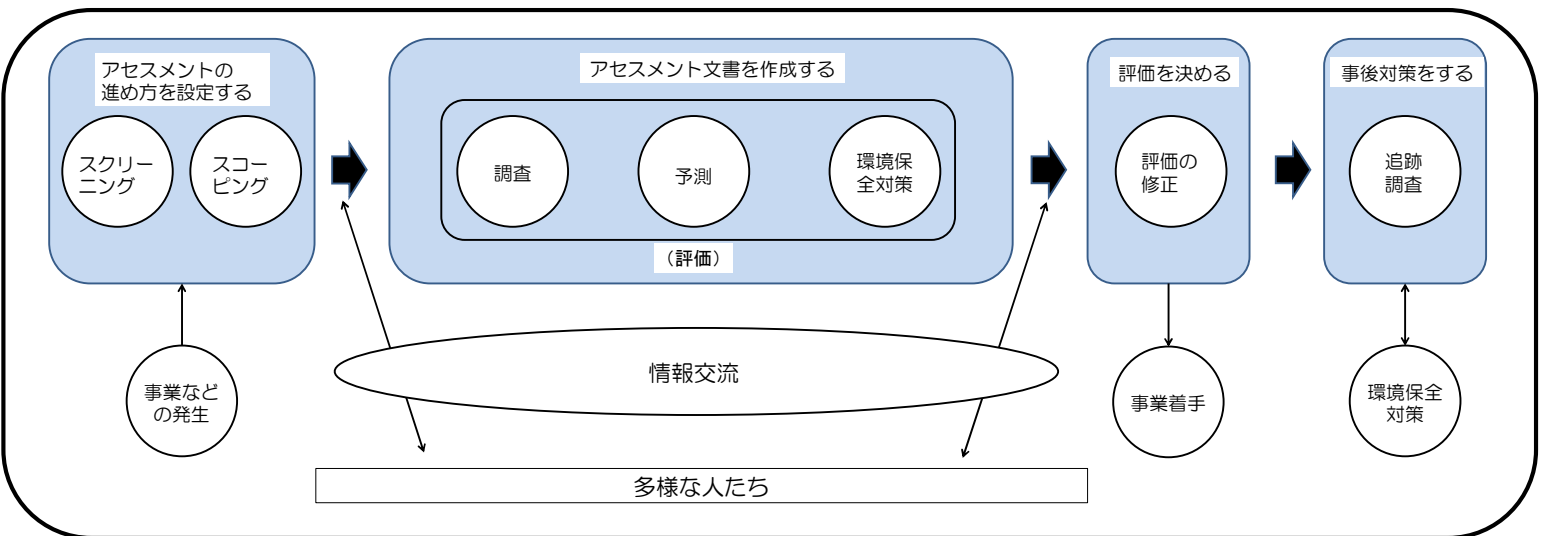 アセスメントの
進め方を設定する
スクリー
ニング
スコー
ピング
アセスメント文書を作成する
調査
予測
環境保
全対策
（評価）
評価を決める
評価の
修正
事後対策をする
追跡
調査
事業など
の発生
情報交流
事業着手
環境保全
対策
多様な人たち